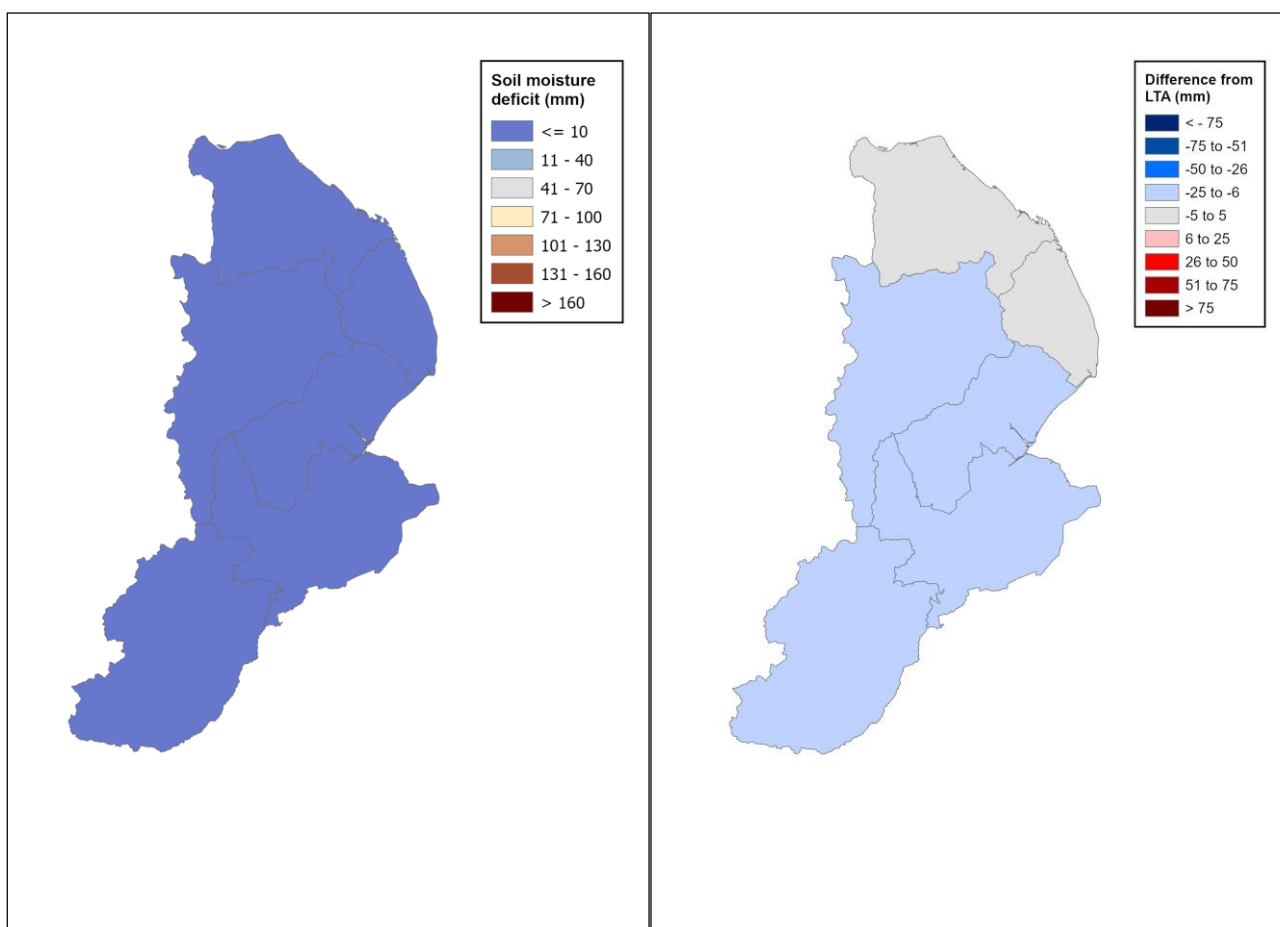 Soil moisture
deficit (mm)
<= 10
11 - 40
41 - 70
71 - 100
101 - 130
131 - 160
> 160
Difference from
LTA (mm)
< - 75
-75 to -51
-50 to -26
-25 to -6
-5 to 5
6 to 25
26 to 50
51 to 75
> 75